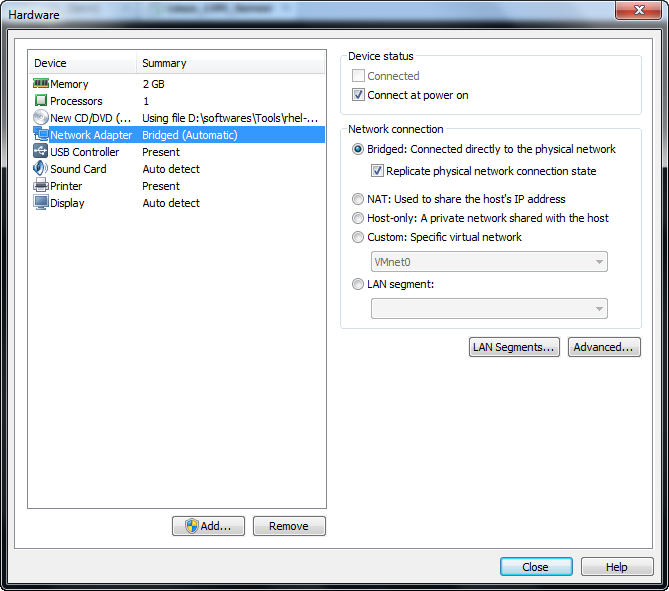 Hardware
Device Summary
Memory 2 GB
Processors 1
New CD/DVD (... Using file D:\softwares\Tools\rhel-...
Network Adapter Bridged (Automatic)
USB Controller Present
Sound Card Auto detect
Printer Present
Display Auto detect
Add...
Remove
Device status
Connected
Connect at power on
Network connection
Bridged: Connected directly to the physical network
Replicate physical network connection state
NAT: Used to share the host's IP address
Host-only: A private network shared with the host
Custom: Specific virtual network
VMnet0
LAN segment:
LAN Segments...
Advanced...
Close
Help